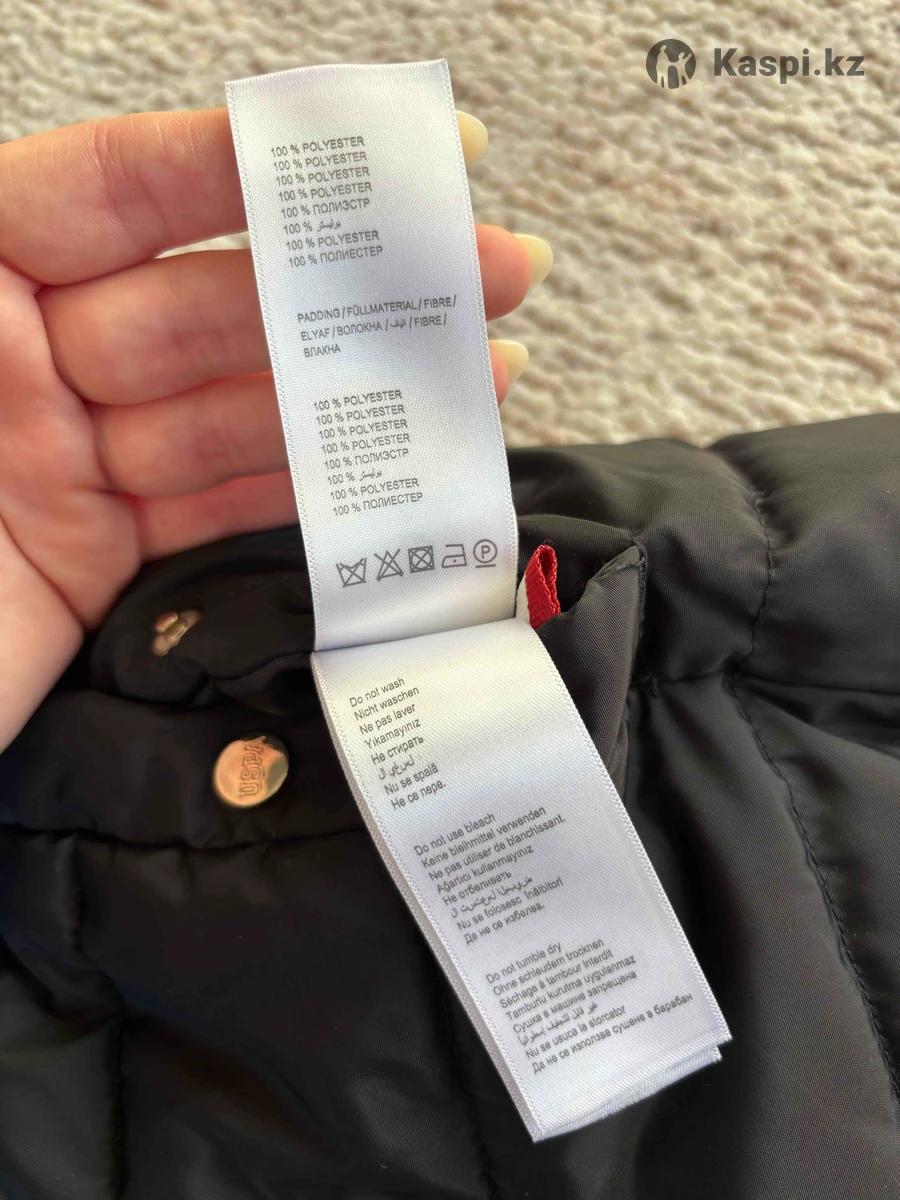 Kaspi.kz
100 % POLYESTER
100 % POLYESTER
100 % POLYESTER
100 % POLYESTER
100 % ПОЛИЭСТР
100 % بوليستر
100 % POLYESTER
100 % ПОЛИЕСТЕР
PADDING / FÜLLMATERIAL / FIBRE /
ELYAF / ВОЛОКНА / الياف / FIBRE /
ВЛАКНА
100 % POLYESTER
100 % POLYESTER
100 % POLYESTER
100 % POLYESTER
100 % ПОЛИЭСТР
100 % بوليستر
100 % POLYESTER
100 % ПОЛИЕСТЕР
P
Do not wash
Nicht waschen
Ne pas laver
Yıkamayınız
Не стирать
Nu se spală
Не се пере.
USPA
Do not use bleach
Keine bleihmittel verwenden
Ne pas utiliser de blanchissant.
Ağartıcı kullanmayınız
Не отбеливать
Nu se folosesc înălbitori
Да не се избелва.
Do not tumble dry
Ohne schleudern trocknen
Séchage à tambour interdit
Tamburlu kurutma uygulanmaz
Сушка в машине запрещена
غير قابل للتجفيف
Nu se usuca la storcator
Да не се използва сушене в барабан